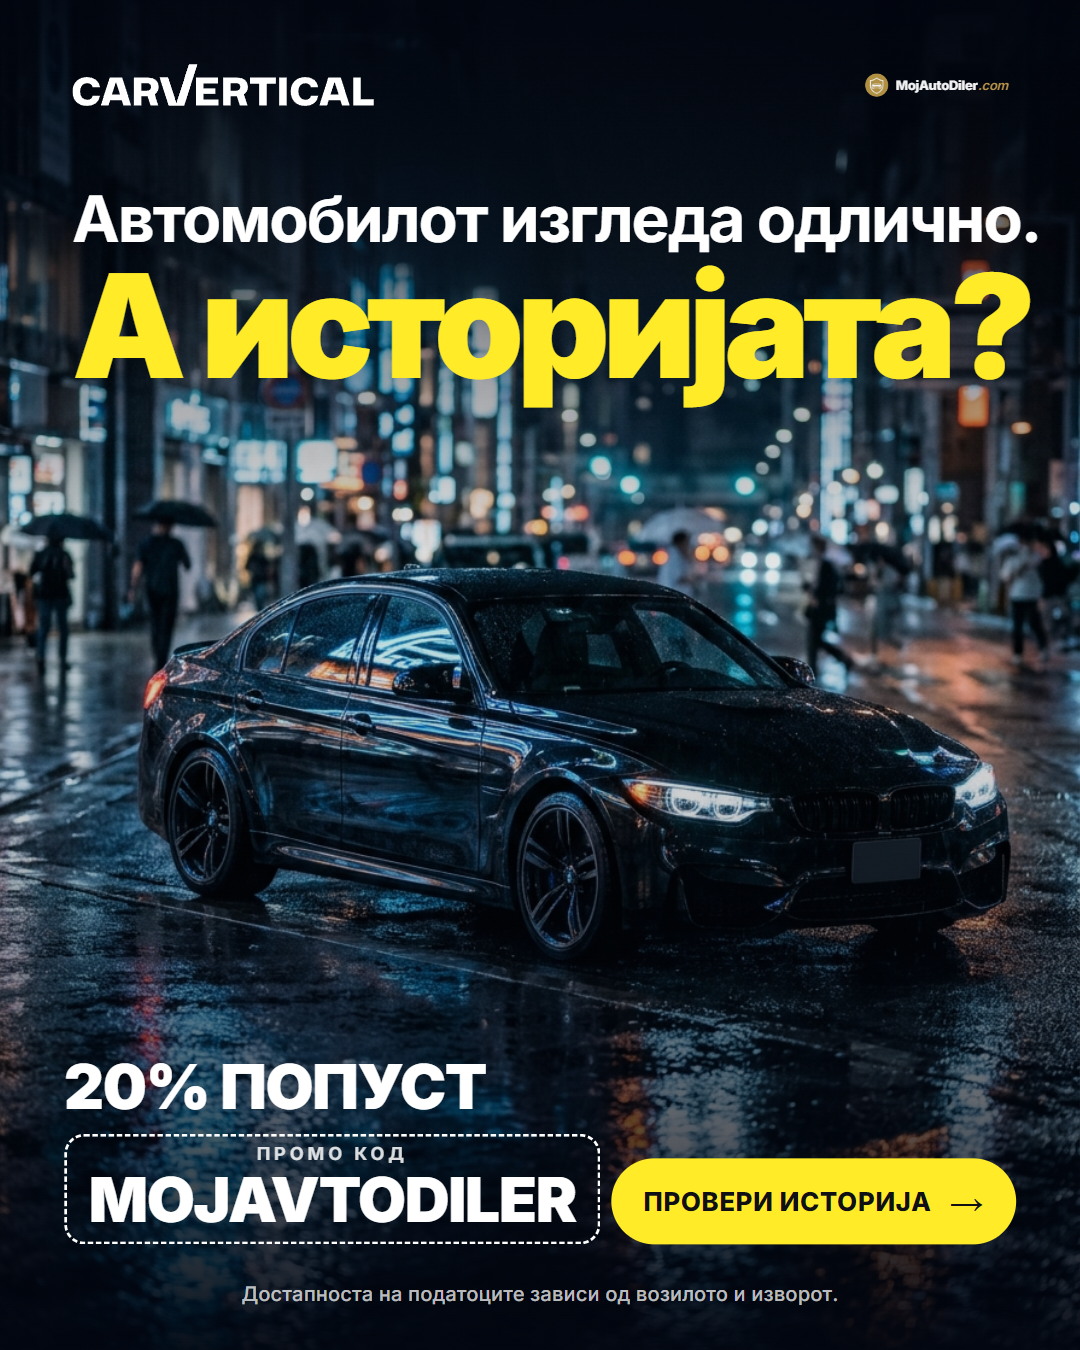 CARVERTICAL
MojAutoDiler.com
Автомобилот изгледа одлично.
А историјата?
20% ПОПУСТ
ПРОМО КОД
MOJAVTODILER
ПРОВЕРИ ИСТОРИЈА →
Достапноста на податоците зависи од возилото и изворот.